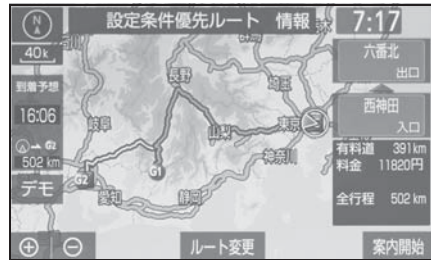 N
設定条件優先ルート 情報
7:17
40k
六番北
出口
長野
埼玉
到着予想
16:06
西神田
入口
岐阜
山梨
東京
有料道 391km
料金 11820円
G2
502 km
神奈川
G1
G2
デモ
愛知
静岡
全行程 502 km
ルート変更
案内開始